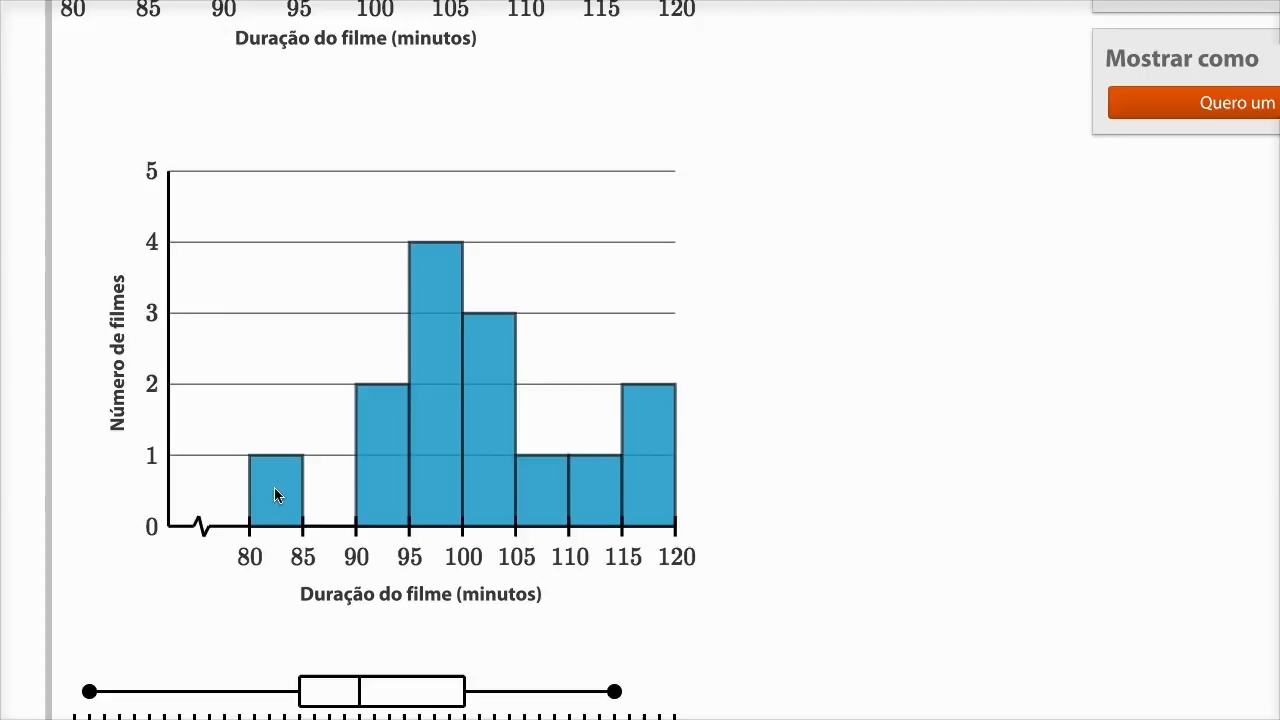 80 85 90 95 100 105 110 115 120
Duração do filme (minutos)
Mostrar como
Quero um
5
4
3
2
1
0
Número de filmes
80 85 90 95 100 105 110 115 120
Duração do filme (minutos)